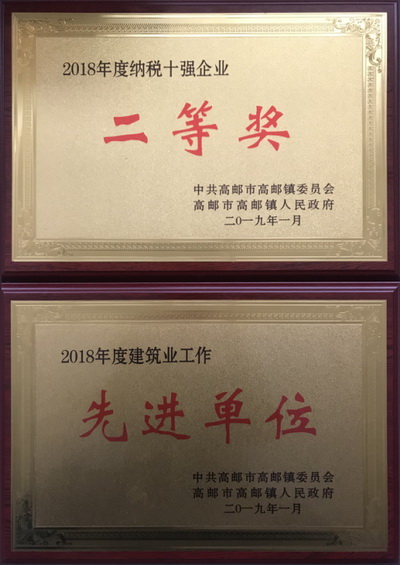 2018年度纳税十强企业
二等奖
中共高邮市高邮镇委员会
高邮市高邮镇人民政府
二〇一九年一月
2018年度建筑业工作
先进单位
中共高邮市高邮镇委员会
高邮市高邮镇人民政府
二〇一九年一月